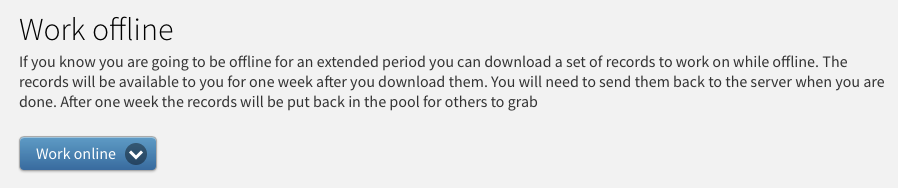 Work offline
If you know you are going to be offline for an extended period you can download a set of records to work on while offline. The
records will be available to you for one week after you download them. You will need to send them back to the server when you are
done. After one week the records will be put back in the pool for others to grab
Work online